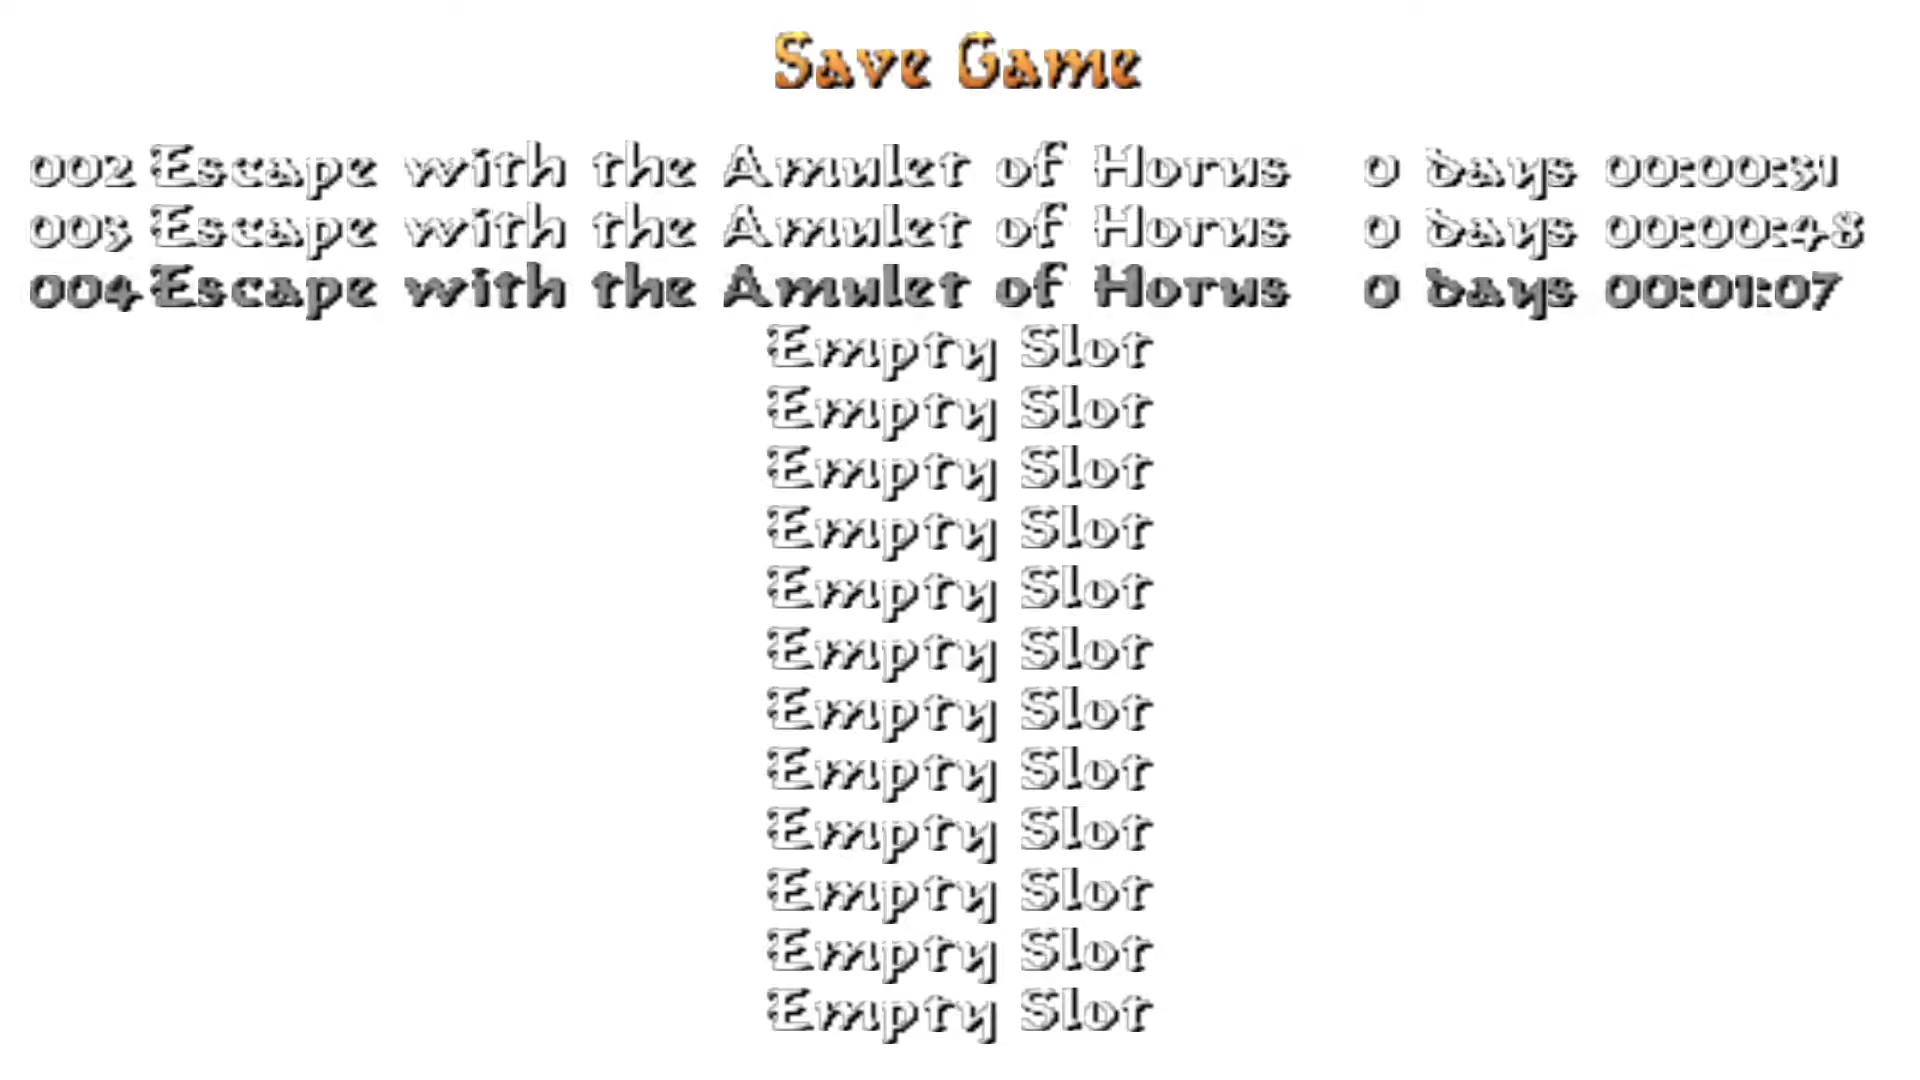 Save Game
002 Escape with the Amulet of Horus 0 days 00:00:31
003 Escape with the Amulet of Horus 0 days 00:00:48
004 Escape with the Amulet of Horus 0 days 00:01:07
Empty Slot
Empty Slot
Empty Slot
Empty Slot
Empty Slot
Empty Slot
Empty Slot
Empty Slot
Empty Slot
Empty Slot
Empty Slot
Empty Slot